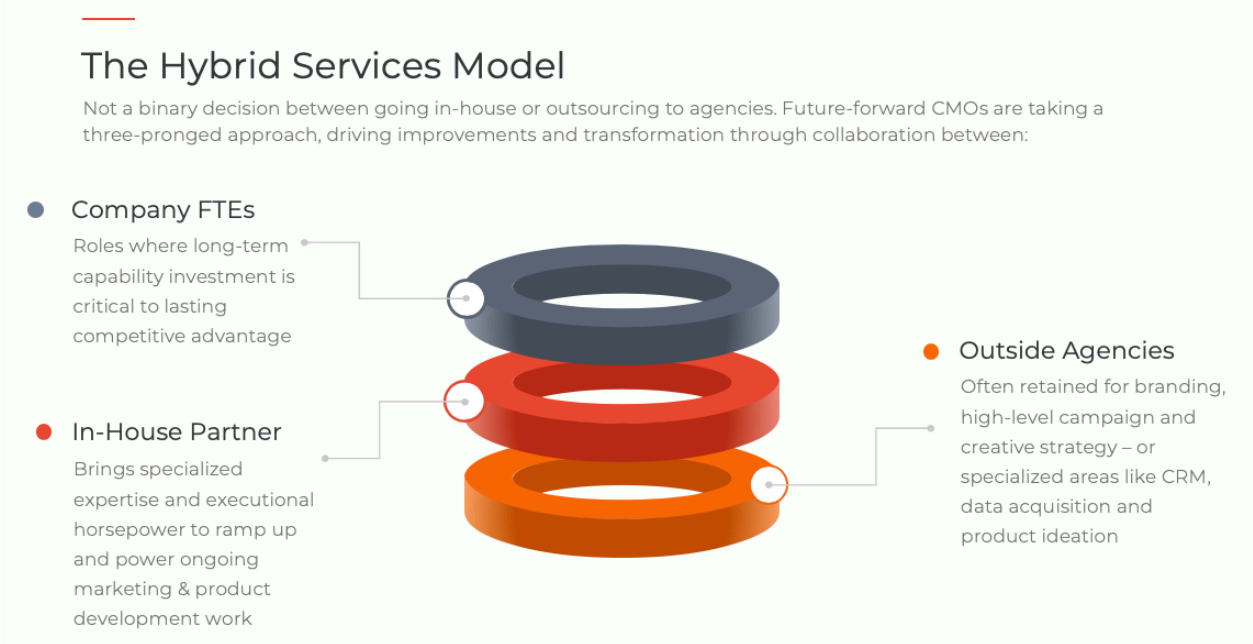 The Hybrid Services Model
Not a binary decision between going in-house or outsourcing to agencies. Future-forward CMOs are taking a
three-pronged approach, driving improvements and transformation through collaboration between:
Company FTEs
Roles where long-term
capability investment is
critical to lasting
competitive advantage
In-House Partner
Brings specialized
expertise and executional
horsepower to ramp up
and power ongoing
marketing & product
development work
Outside Agencies
Often retained for branding,
high-level campaign and
creative strategy – or
specialized areas like CRM,
data acquisition and
product ideation